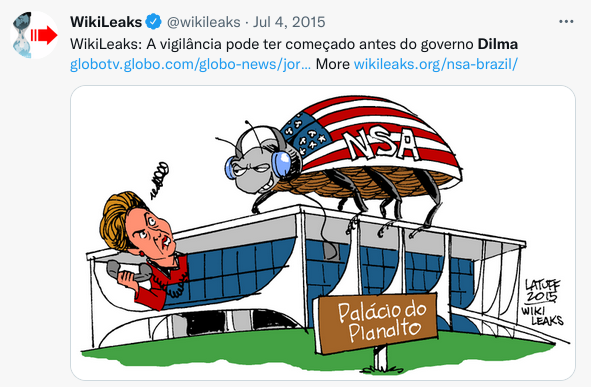 WikiLeaks @wikileaks · Jul 4, 2015
WikiLeaks: A vigilância pode ter começado antes do governo Dilma
globotv.globo.com/globo-news/jor... More wikileaks.org/nsa-brazil/
NSA
Palácio do
Planalto
LATUFF
2015
WIKI
LEAKS